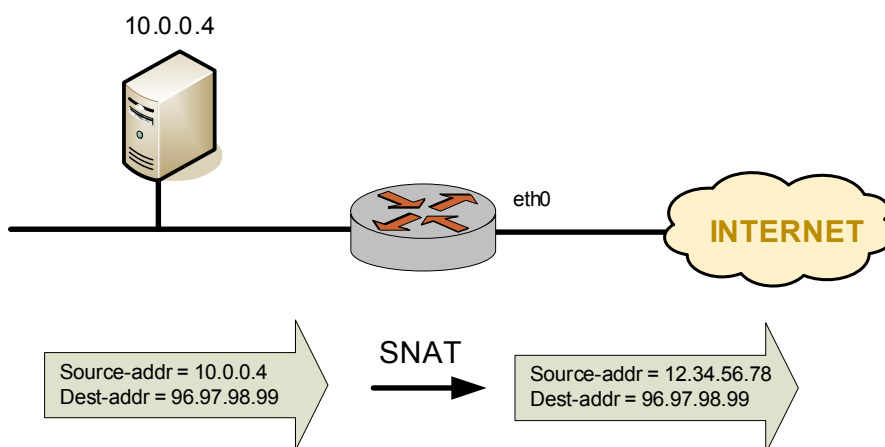 10.0.0.4
eth0
INTERNET
Source-addr = 10.0.0.4
Dest-addr = 96.97.98.99
SNAT
Source-addr = 12.34.56.78
Dest-addr = 96.97.98.99